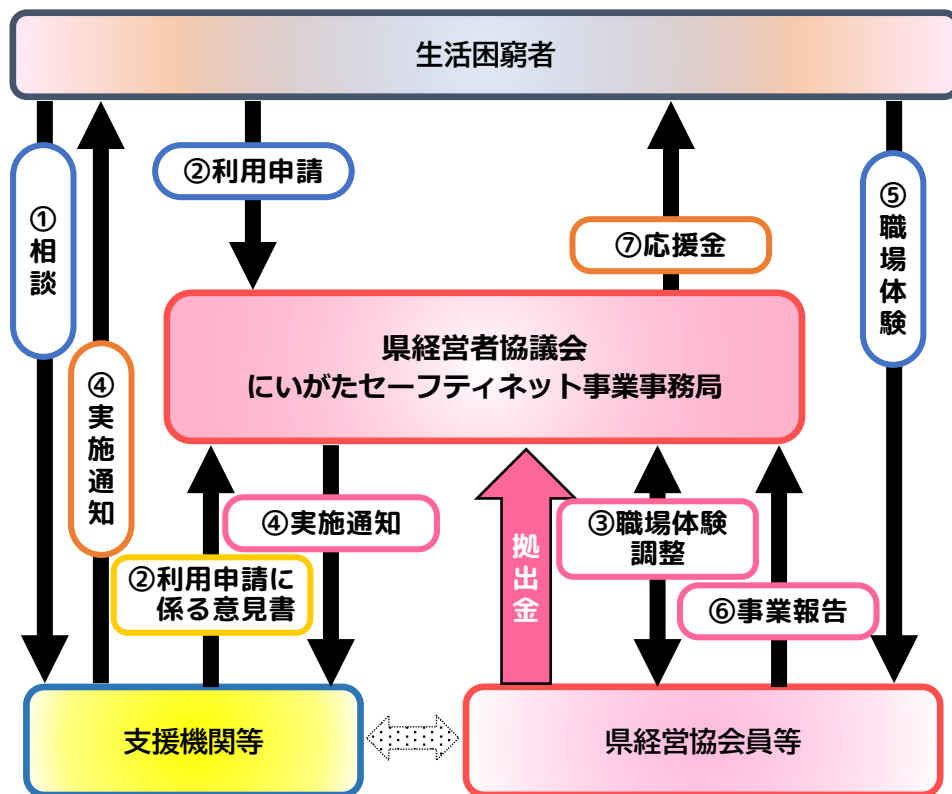 生活困窮者
①相談
④実施通知
②利用申請
⑦応援金
⑤職場体験
県経営者協議会
にいがたセーフティネット事業事務局
②利用申請に
係る意見書
④実施通知
拠出金
③職場体験
調整
⑥事業報告
支援機関等
県経営協会員等